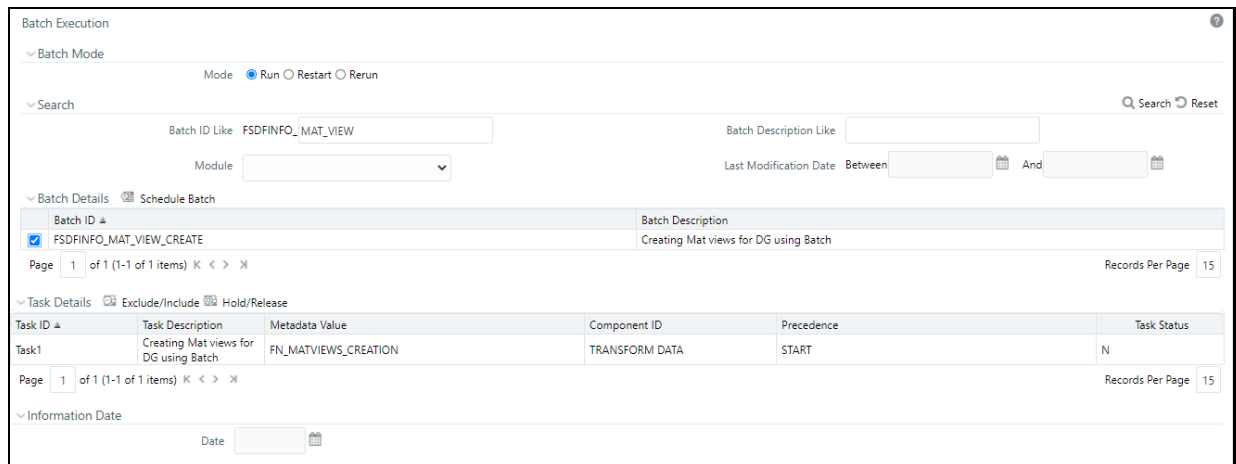 Batch Execution
Batch Mode
Mode Run Restart Rerun
Search Search Reset
Batch ID Like FSDFINFO_ MAT_VIEW Batch Description Like
Module Last Modification Date Between And
Batch Details Schedule Batch
Batch ID Batch Description
FSDFINFO_MAT_VIEW_CREATE Creating Mat views for DG using Batch
Page 1 of 1 (1-1 of 1 items) Records Per Page 15
Task Details Exclude/Include Hold/Release
Task ID Task Description Metadata Value Component ID Precedence Task Status
Task1 Creating Mat views for DG using Batch FN_MATVIEWS_CREATION TRANSFORM DATA START N
Page 1 of 1 (1-1 of 1 items) Records Per Page 15
Information Date
Date